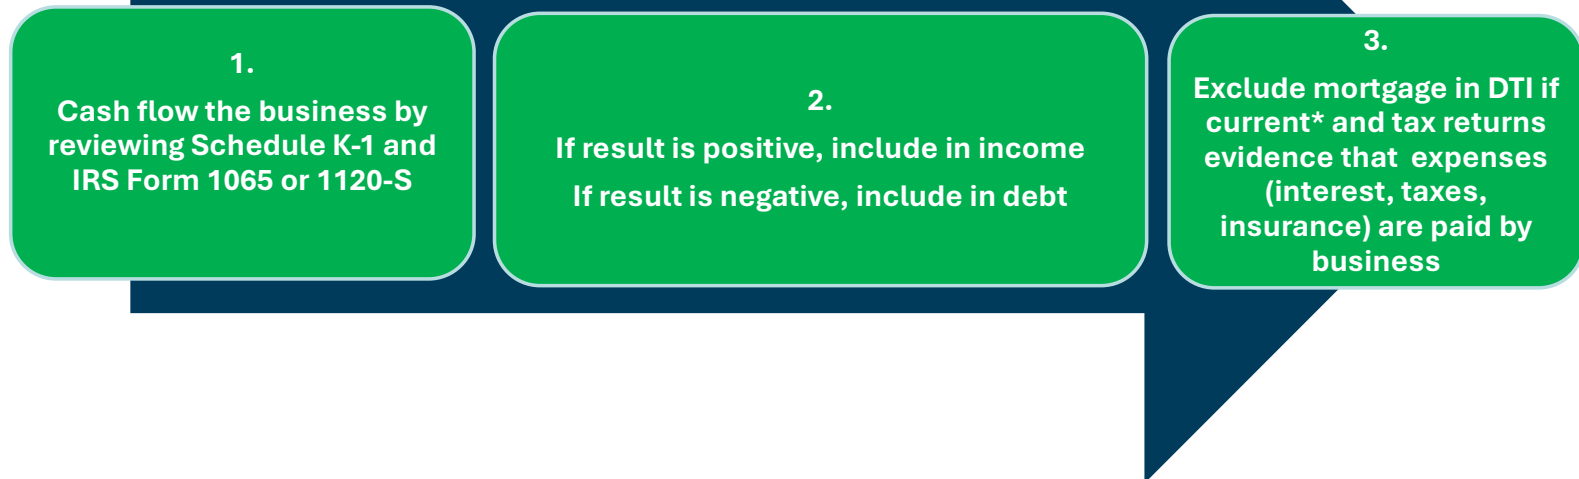 1.
Cash flow the business by
reviewing Schedule K-1 and
IRS Form 1065 or 1120-S
2.
If result is positive, include in income
If result is negative, include in debt
3.
Exclude mortgage in DTI if
current* and tax returns
evidence that  expenses
(interest, taxes,
insurance) are paid by
business